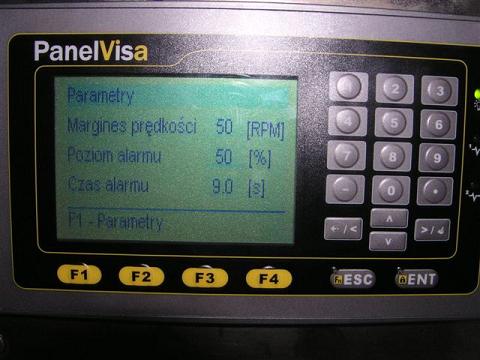 PanelVisa
Parametry
Margines prędkości 50 [RPM]
Poziom alarmu 50 [%]
Czas alarmu 9.0 [s]
F1 - Parametry
1 2 3
4 5 6
7 8 9
- 0 •
←/< ∧ ∨ >/↲
F1 F2 F3 F4 Fn ESC A ENT